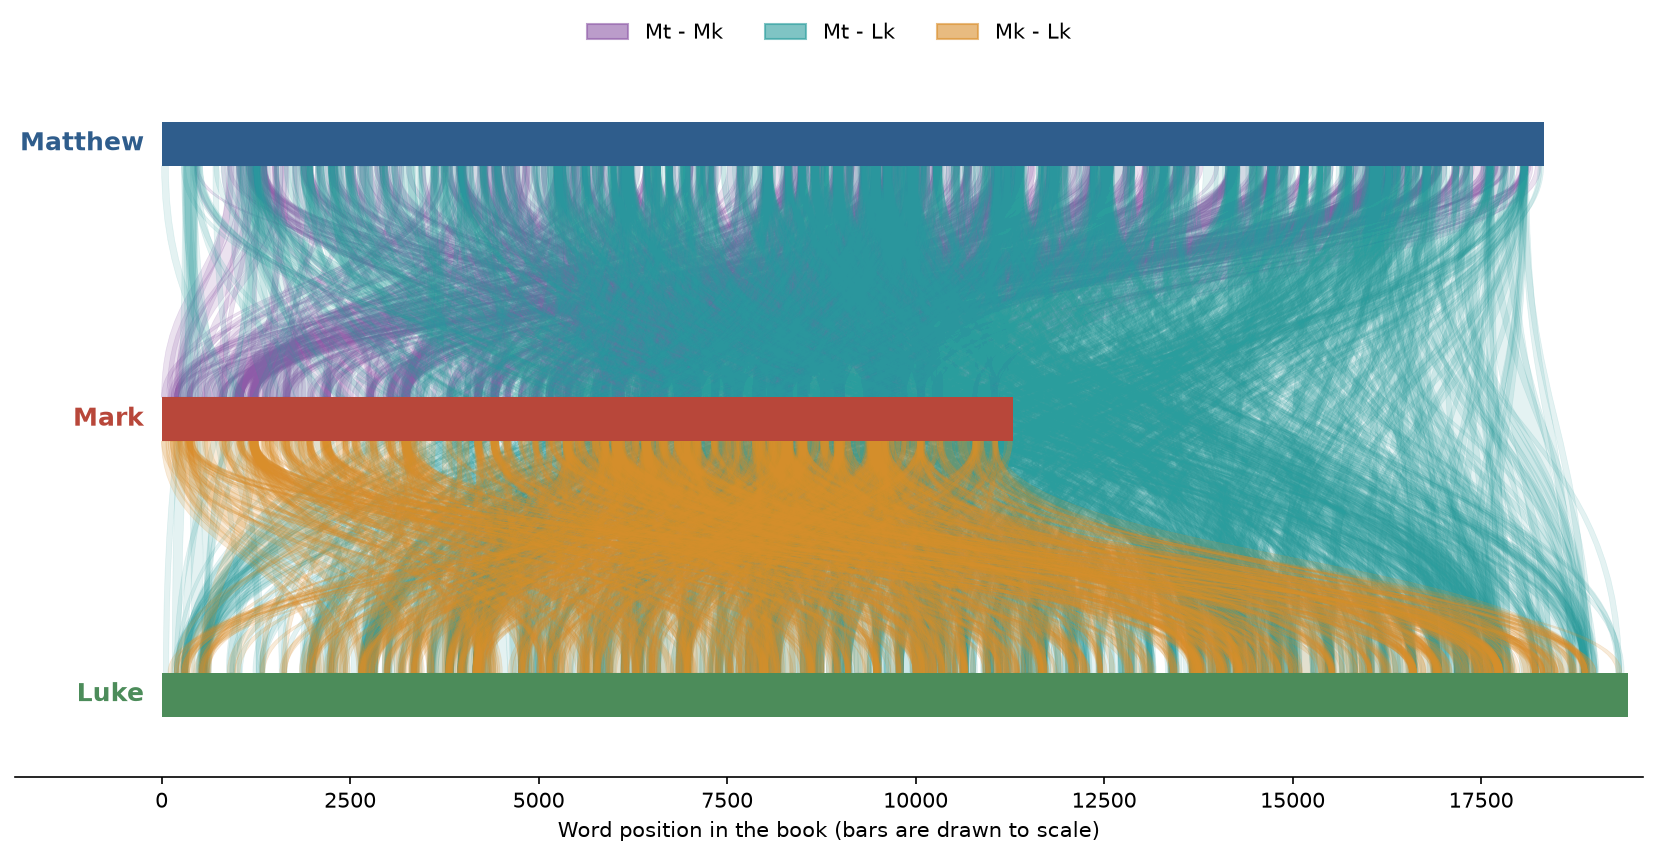 Mt - Mk Mt - Lk Mk - Lk
Matthew
Mark
Luke
0 2500 5000 7500 10000 12500 15000 17500
Word position in the book (bars are drawn to scale)